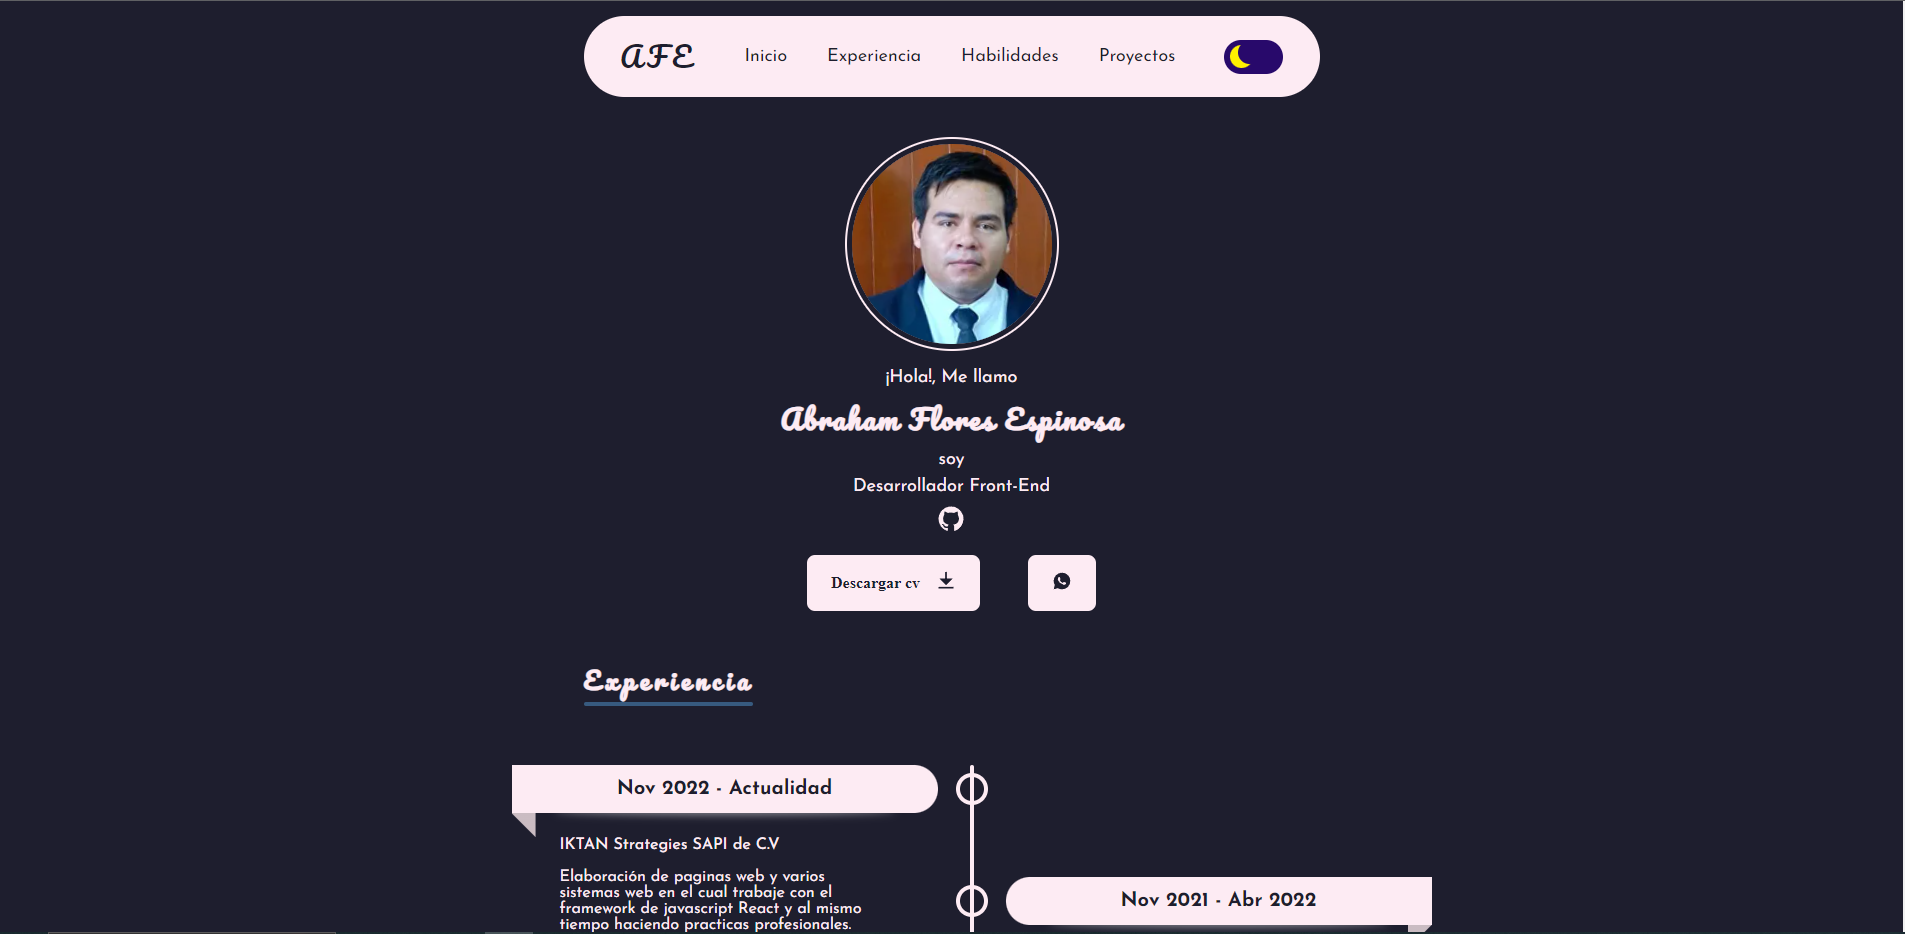 AFE
Inicio
Experiencia
Habilidades
Proyectos
¡Hola!, Me llamo
Abraham Flores Espinosa
soy
Desarrollador Front-End
Descargar cv
Experiencia
Nov 2022 - Actualidad
IKTAN Strategies SAPI de C.V
Elaboración de paginas web y varios
sistemas web en el cual trabaje con el
framework de javascript React y al mismo
tiempo haciendo practicas profesionales.
Nov 2021 - Abr 2022